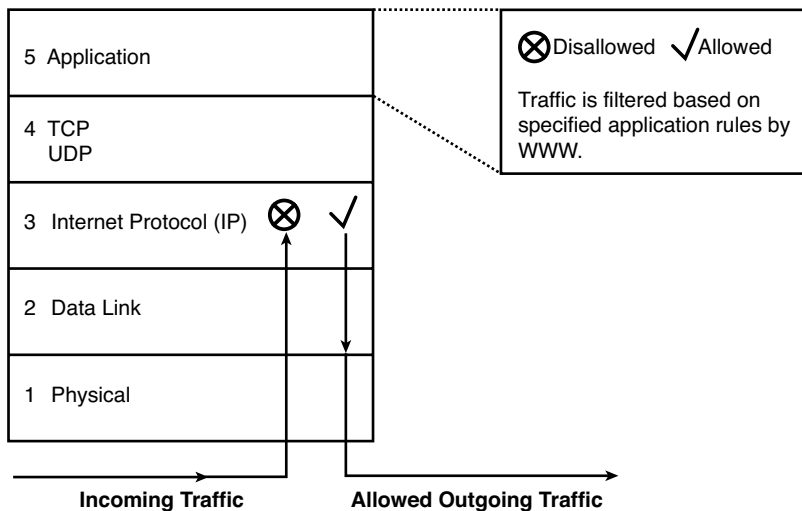 5 Application
4 TCP
UDP
3 Internet Protocol (IP)
2 Data Link
1 Physical
Incoming Traffic
Allowed Outgoing Traffic
Disallowed Allowed
Traffic is filtered based on
specified application rules by
WWW.